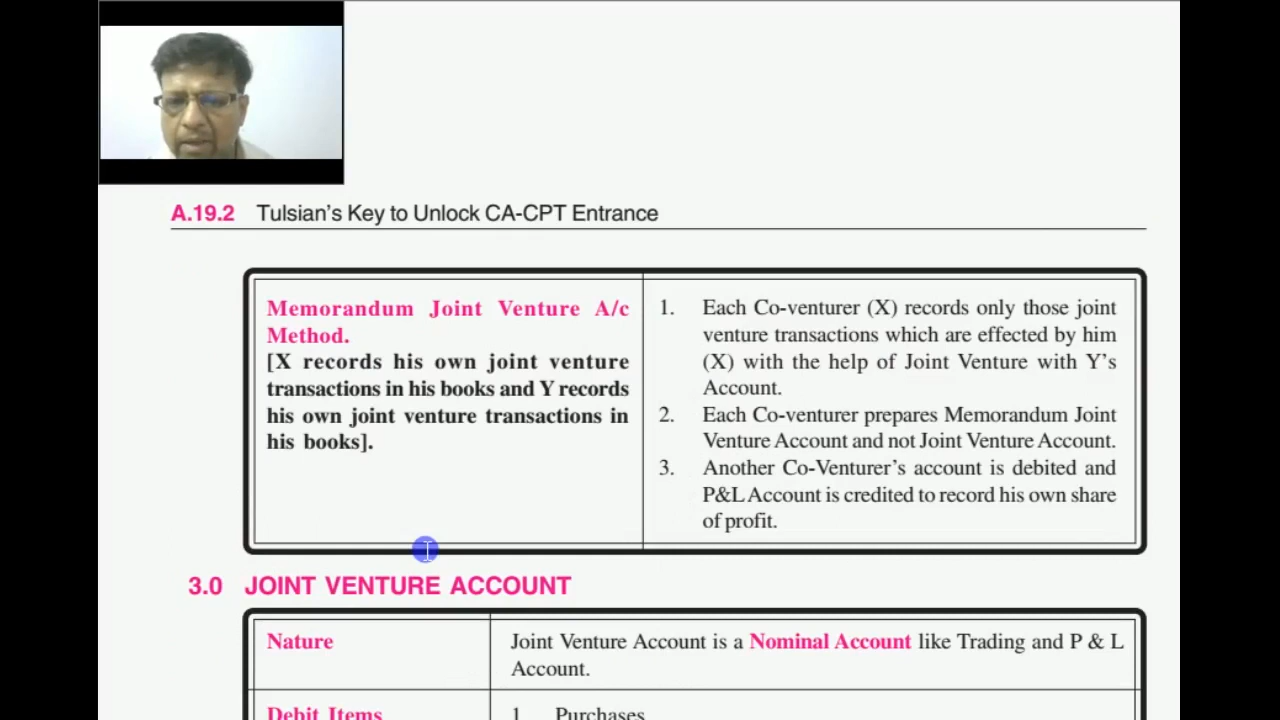 A.19.2 Tulsian's Key to Unlock CA-CPT Entrance
Memorandum Joint Venture A/c
Method.
[X records his own joint venture
transactions in his books and Y records
his own joint venture transactions in
his books].
1. Each Co-venturer (X) records only those joint
venture transactions which are effected by him
(X) with the help of Joint Venture with Y's
Account.
2. Each Co-venturer prepares Memorandum Joint
Venture Account and not Joint Venture Account.
3. Another Co-Venturer's account is debited and
P&L Account is credited to record his own share
of profit.
3.0 JOINT VENTURE ACCOUNT
Nature
Joint Venture Account is a Nominal Account like Trading and P & L
Account.
Debit Items
1 Purchases